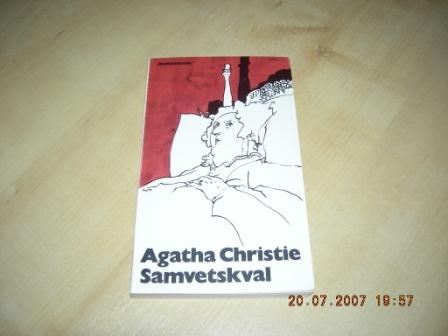 Agatha Christie
Samvetskval
20.07.2007 19:57